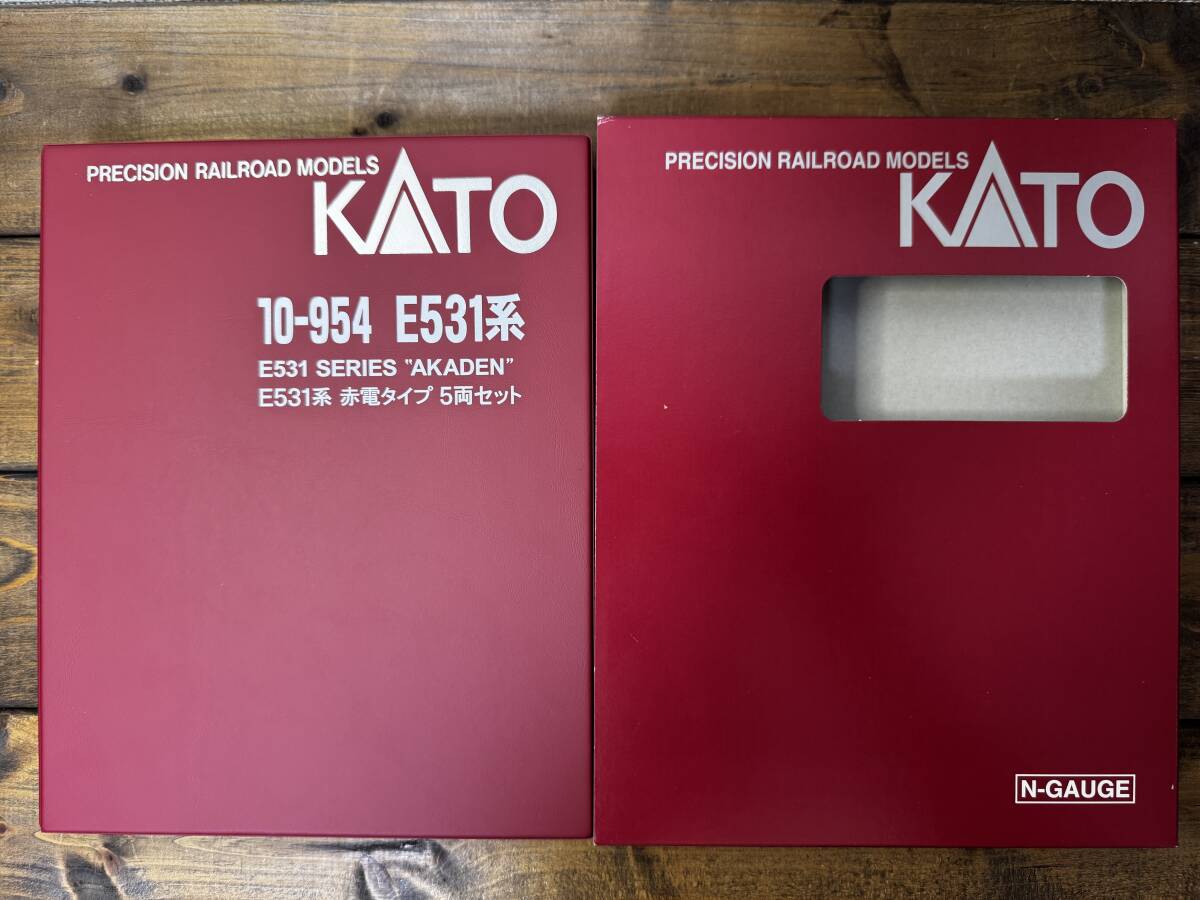 PRECISION RAILROAD MODELS
KATO
10-954 E531系
E531 SERIES "AKADEN"
E531系 赤電タイプ 5両セット
PRECISION RAILROAD MODELS
KATO
N-GAUGE